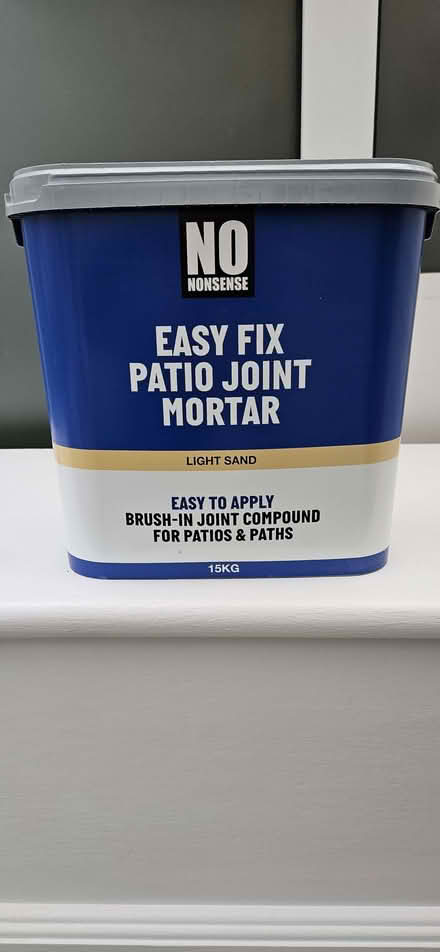 NO
NONSENSE
EASY FIX
PATIO JOINT
MORTAR
LIGHT SAND
EASY TO APPLY
BRUSH-IN JOINT COMPOUND
FOR PATIOS & PATHS
15KG